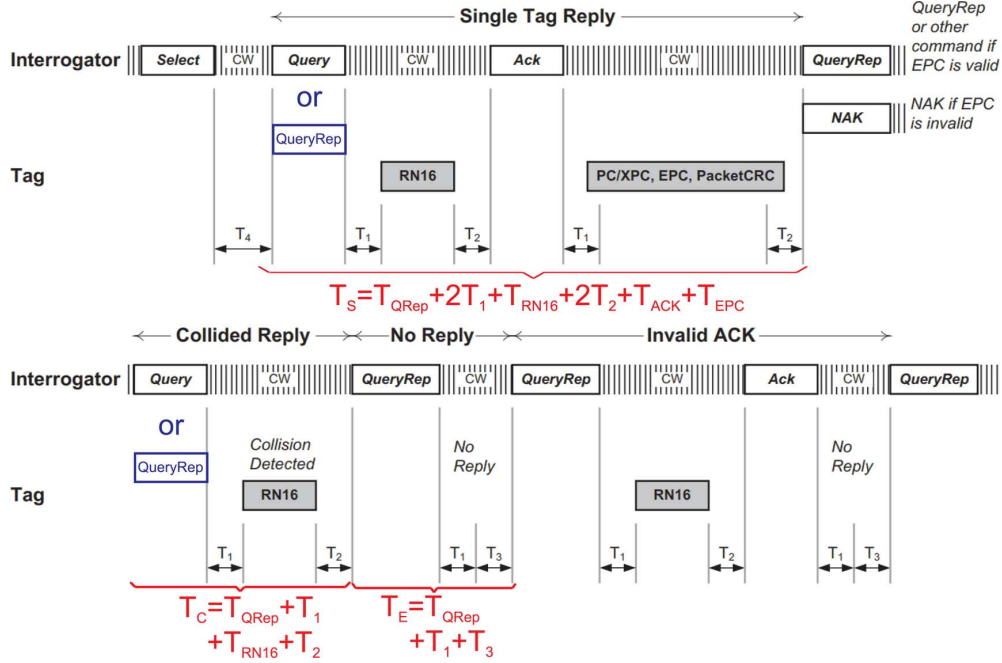 Single Tag Reply
QueryRep
or other
command if
EPC is valid
Interrogator
Select
CW
Query
CW
Ack
CW
QueryRep
or
QueryRep
NAK
NAK if EPC
is invalid
Tag
RN16
PC/XPC, EPC, PacketCRC
T4
T1
T2
T1
T2
TS=TQRep+2T1+TRN16+2T2+TACK+TEPC
Collided Reply
No Reply
Invalid ACK
Interrogator
Query
CW
QueryRep
CW
QueryRep
CW
Ack
CW
QueryRep
or
QueryRep
Collision
Detected
No
Reply
No
Reply
Tag
RN16
RN16
T1
T2
T1
T3
T1
T2
T1
T3
TC=TQRep+T1
+TRN16+T2
TE=TQRep
+T1+T3